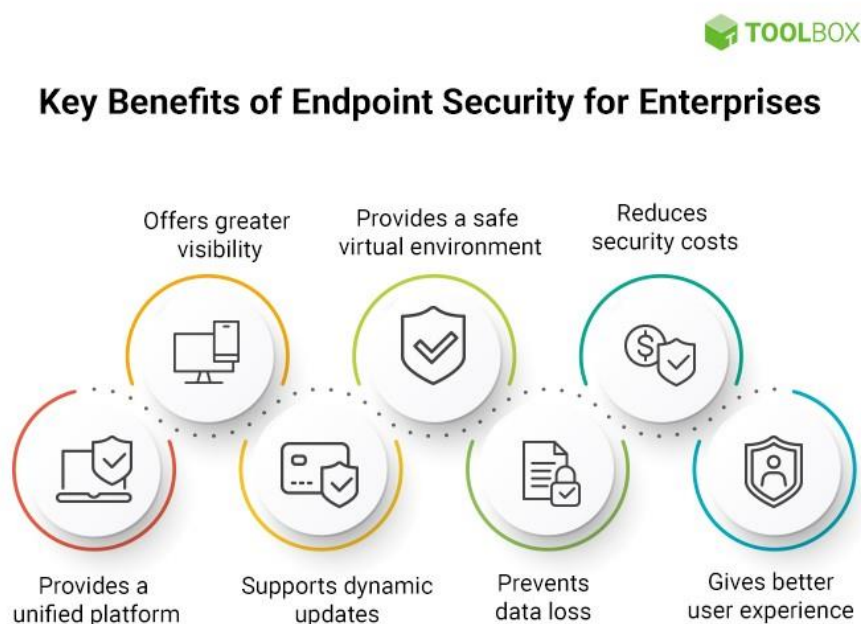 TOOLBOX
Key Benefits of Endpoint Security for Enterprises
Offers greater
visibility
Provides a safe
virtual environment
Reduces
security costs
$
Provides a
unified platform
Supports dynamic
updates
Prevents
data loss
Gives better
user experience